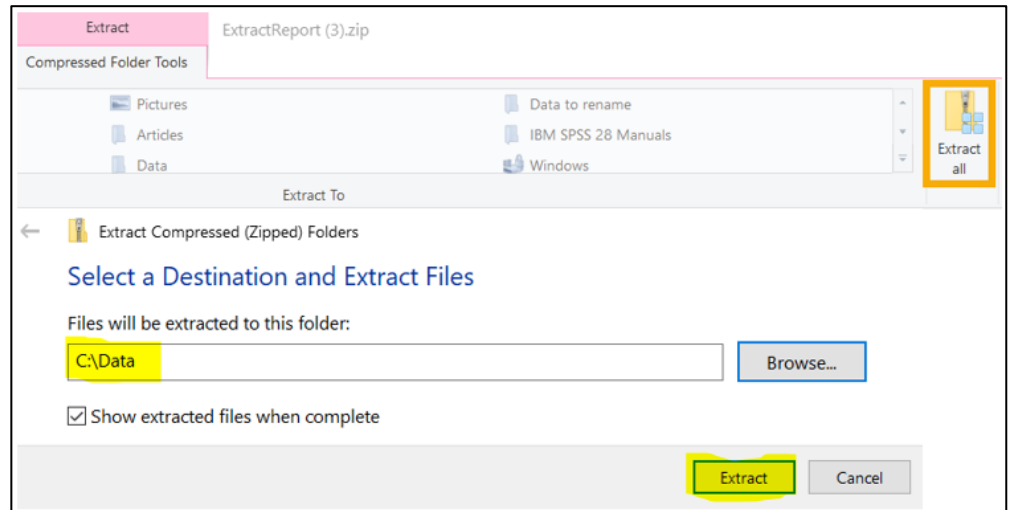 Extract ExtractReport (3).zip
Compressed Folder Tools
Pictures Data to rename
Articles IBM SPSS 28 Manuals
Data Windows
Extract all
Extract To
Extract Compressed (Zipped) Folders
Select a Destination and Extract Files
Files will be extracted to this folder:
C:\Data Browse...
Show extracted files when complete
Extract Cancel